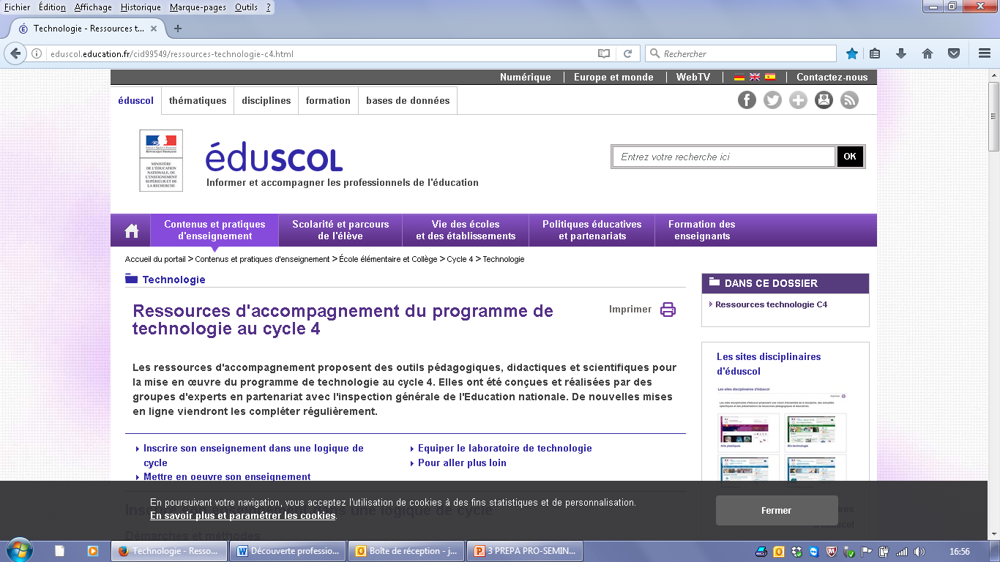 Fichier Édition Affichage Historique Marque-pages Outils ?
Technologie - Ressources t...
eduscol.education.fr/cid99549/ressources-technologie-c4.html
Rechercher
Numérique Europe et monde WebTV Contactez-nous
éduscol thématiques disciplines formation bases de données
RÉPUBLIQUE FRANÇAISE
MINISTÈRE
DE L'ÉDUCATION
NATIONALE, DE
L'ENSEIGNEMENT
SUPÉRIEUR ET DE
LA RECHERCHE
éduscol
Informer et accompagner les professionnels de l'éducation
Entrez votre recherche ici OK
Contenus et pratiques
d'enseignement
Scolarité et parcours
de l'élève
Vie des écoles
et des établissements
Politiques éducatives
et partenariats
Formation des
enseignants
Accueil du portail > Contenus et pratiques d'enseignement > École élémentaire et Collège > Cycle 4 > Technologie
Technologie
Ressources d'accompagnement du programme de
technologie au cycle 4
Imprimer
Les ressources d'accompagnement proposent des outils pédagogiques, didactiques et scientifiques pour
la mise en œuvre du programme de technologie au cycle 4. Elles ont été conçues et réalisées par des
groupes d'experts en partenariat avec l'inspection générale de l'Education nationale. De nouvelles mises
en ligne viendront les compléter régulièrement.
Inscrire son enseignement dans une logique de
cycle
Mettre en oeuvre son enseignement
Equiper le laboratoire de technologie
Pour aller plus loin
DANS CE DOSSIER
Ressources technologie C4
Les sites disciplinaires
d'éduscol
Les sites disciplinaires d'éduscol
Arts plastiques
Bio-technologie
Inscrire son enseignement dans une logique de cycle
Démarches et méthodes
En poursuivant votre navigation, vous acceptez l'utilisation de cookies à des fins statistiques et de personnalisation.
En savoir plus et paramétrer les cookies.
Fermer
Technologie - Resso...
Découverte professio...
Boîte de réception - j...
3 PREPA PRO-SEMIN...
16:56